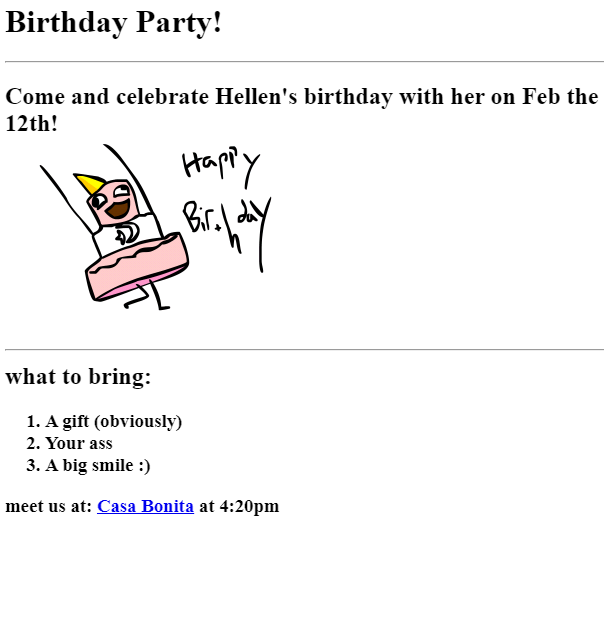 Birthday Party!
Come and celebrate Hellen's birthday with her on Feb the
12th!
Happy
Birthday
what to bring:
1. A gift (obviously)
2. Your ass
3. A big smile :)
meet us at: Casa Bonita at 4:20pm